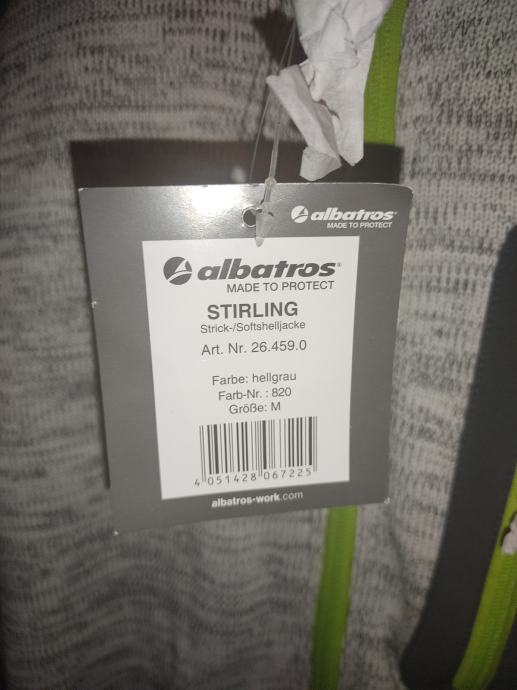 albatros®
MADE TO PROTECT
albatros®
MADE TO PROTECT
STIRLING
Strick-/Softshelljacke
Art. Nr. 26.459.0
Farbe: hellgrau
Farb-Nr. : 820
Größe: M
4 051428 067225
albatros-work.com